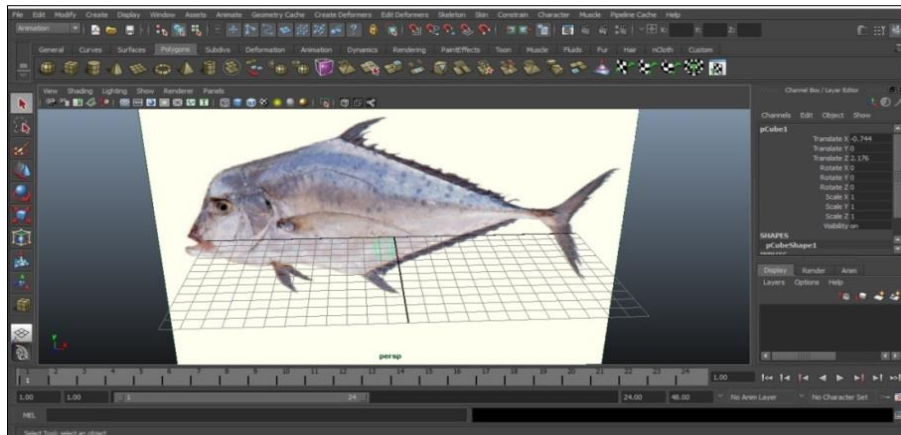 File Edit Modify Create Display Window Assets Animate Geometry Cache Create Deformers Edit Deformers Skeleton Skin Constrain Character Muscle Pipeline Cache Help
Animation X: Y: Z:
General Curves Surfaces Polygons Subdivs Deformation Animation Dynamics Rendering PaintEffects Toon Muscle Fluids Fur Hair nCloth Custom
View Shading Lighting Show Renderer Panels
Channel Box / Layer Editor
Channels Edit Object Show
pCube1
Translate X -0.744
Translate Y 0
Translate Z 2.176
Rotate X 0
Rotate Y 0
Rotate Z 0
Scale X 1
Scale Y 1
Scale Z 1
Visibility on
SHAPES
pCubeShape1
Display Render Anim
Layers Options Help
persp
1 2 3 4 5 6 7 8 9 10 11 12 13 14 15 16 17 18 19 20 21 22 23 24 1.00
1
1.00 1.00 1 24 24.00 48.00 No Anim Layer No Character Set
MEL
Select Tool: select an object